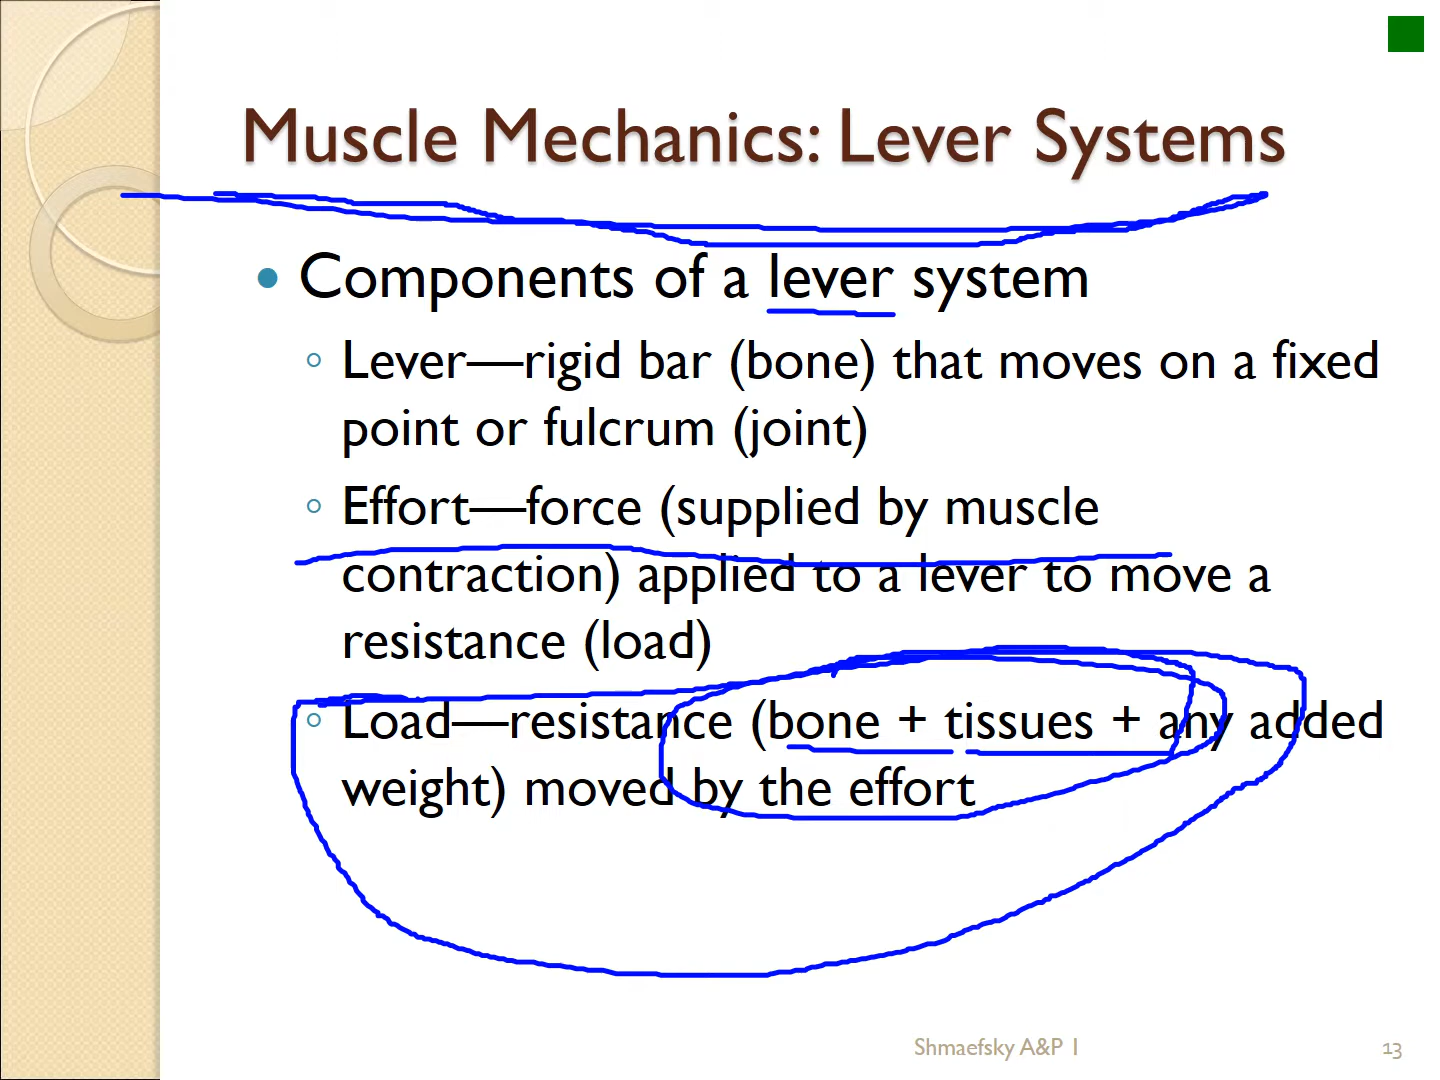 Muscle Mechanics: Lever Systems
• Components of a lever system
◦ Lever—rigid bar (bone) that moves on a fixed
point or fulcrum (joint)
◦ Effort—force (supplied by muscle
contraction) applied to a lever to move a
resistance (load)
◦ Load—resistance (bone + tissues + any added
weight) moved by the effort
Shmaefsky A&P 1
13